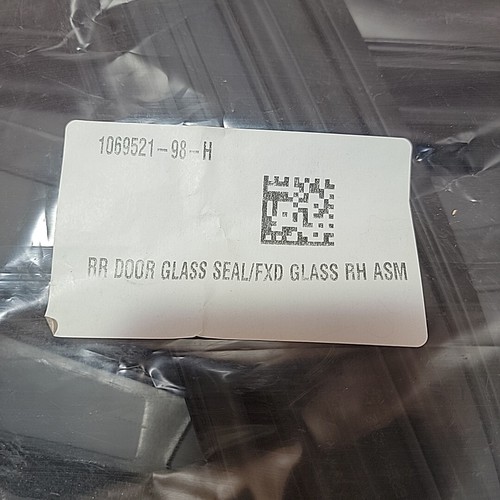 1069521-98-H
RR DOOR GLASS SEAL/FXD GLASS RH ASM